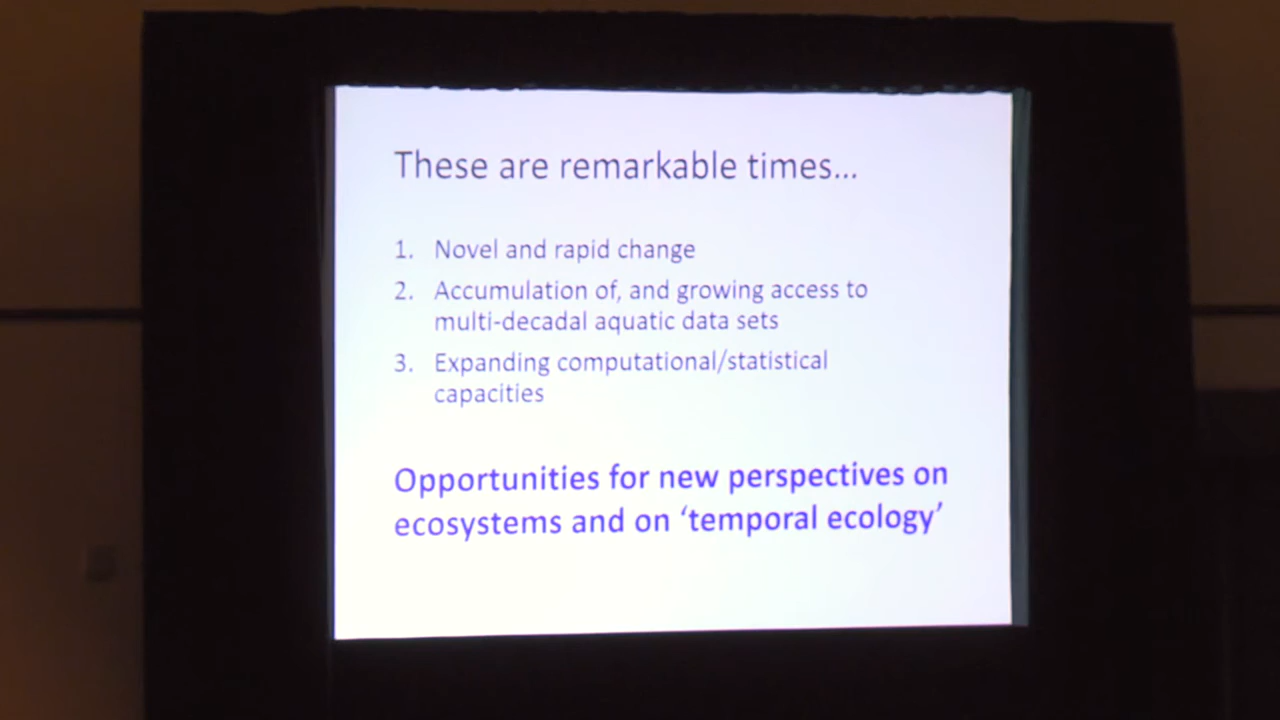 These are remarkable times...
1. Novel and rapid change
2. Accumulation of, and growing access to
multi-decadal aquatic data sets
3. Expanding computational/statistical
capacities
Opportunities for new perspectives on
ecosystems and on ‘temporal ecology’